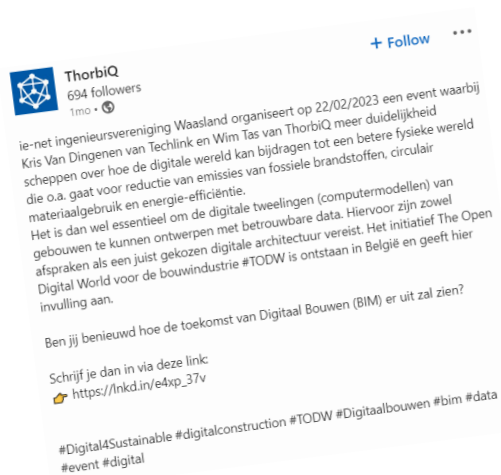 ThorbiQ
694 followers
1mo •
+ Follow
ie-net ingenieursvereniging Waasland organiseert op 22/02/2023 een event waarbij
Kris Van Dingenen van Techlink en Wim Tas van ThorbiQ meer duidelijkheid
scheppen over hoe de digitale wereld kan bijdragen tot een betere fysieke wereld
die o.a. gaat voor reductie van emissies van fossiele brandstoffen, circulair
materiaalgebruik en energie-efficiëntie.
Het is dan wel essentieel om de digitale tweelingen (computermodellen) van
gebouwen te kunnen ontwerpen met betrouwbare data. Hiervoor zijn zowel
afspraken als een juist gekozen digitale architectuur vereist. Het initiatief The Open
Digital World voor de bouwindustrie #TODW is ontstaan in België en geeft hier
invulling aan.
Ben jij benieuwd hoe de toekomst van Digitaal Bouwen (BIM) er uit zal zien?
Schrijf je dan in via deze link:
👉 https://lnkd.in/e4xp_37v
#Digital4Sustainable #digitalconstruction #TODW #Digitaalbouwen #bim #data
#event #digital